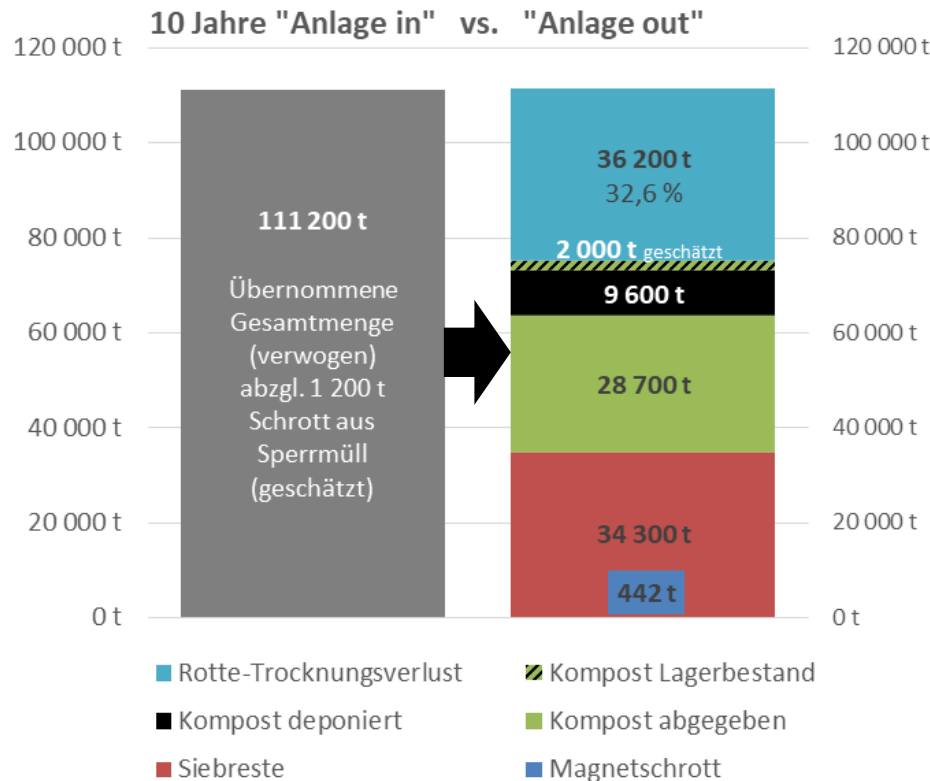 10 Jahre "Anlage in" vs. "Anlage out"
120 000 t
100 000 t
80 000 t
60 000 t
40 000 t
20 000 t
0 t
111 200 t
Übernommene
Gesamtmenge
(verwogen)
abzgl. 1 200 t
Schrott aus
Sperrmüll
(geschätzt)
36 200 t
32,6 %
2 000 t geschätzt
9 600 t
28 700 t
34 300 t
442 t
120 000 t
100 000 t
80 000 t
60 000 t
40 000 t
20 000 t
0 t
Rotte-Trocknungsverlust
Kompost Lagerbestand
Kompost deponiert
Kompost abgegeben
Siebreste
Magnetschrott